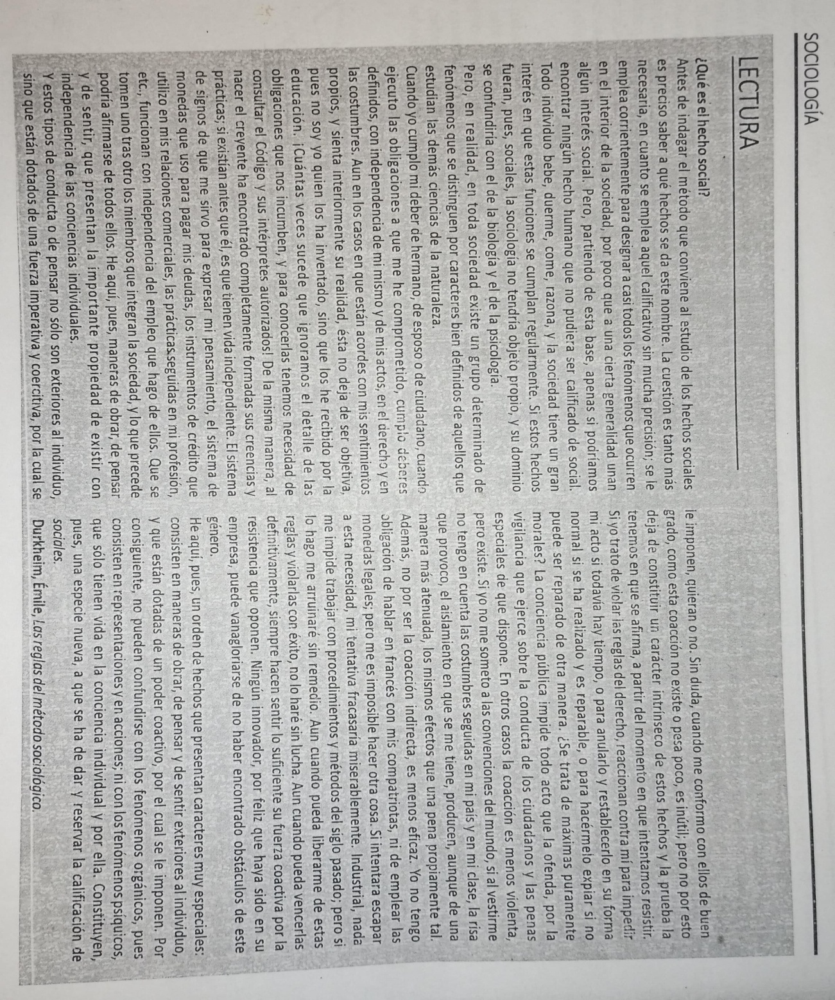 SOCIOLOGÍA
LECTURA
¿Qué es el hecho social?
Antes de indagar el método que conviene al estudio de los hechos sociales
es preciso saber a qué hechos se da este nombre. La cuestión es tanto más
necesaria, en cuanto se emplea aquel calificativo sin mucha precisión; se le
emplea corrientemente para designar a casi todos los fenómenos que ocurren
en el interior de la sociedad, por poco que a una cierta generalidad unan
algún interés social. Pero, partiendo de esta base, apenas si podríamos
encontrar ningún hecho humano que no pudiera ser calificado de social.
Todo individuo bebe, duerme, come, razona, y la sociedad tiene un gran
interés en que estas funciones se cumplan regularmente. Si estos hechos
fueran, pues, sociales, la sociología no tendría objeto propio, y su dominio
se confundiría con el de la biología y el de la psicología.
Pero, en realidad, en toda sociedad existe un grupo determinado de
fenómenos que se distinguen por caracteres bien definidos de aquellos que
estudian las demás ciencias de la naturaleza.
Cuando yo cumplo mi deber de hermano, de esposo o de ciudadano, cuando
ejecuto las obligaciones a que me he comprometido, cumplo deberes
definidos, con independencia de mi mismo y de mis actos, en el derecho y en
las costumbres. Aun en los casos en que están acordes con mis sentimientos
propios, y sienta interiormente su realidad, ésta no deja de ser objetiva,
pues no soy yo quien los ha inventado, sino que los he recibido por la
educación. ¡Cuántas veces sucede que ignoramos el detalle de las
obligaciones que nos incumben, y para conocerlas tenemos necesidad de
consultar el Código y sus intérpretes autorizados! De la misma manera, al
nacer el creyente ha encontrado completamente formadas sus creencias y
prácticas; si existían antes que él, es que tienen vida independiente. El sistema
de signos de que me sirvo para expresar mi pensamiento, el sistema de
monedas que uso para pagar mis deudas, los instrumentos de crédito que
utilizo en mis relaciones comerciales, las prácticas seguidas en mi profesión,
etc., funcionan con independencia del empleo que hago de ellos. Que se
tomen uno tras otro los miembros que integran la sociedad, y lo que precede
podría afirmarse de todos ellos. He aquí, pues, maneras de obrar, de pensar
y de sentir, que presentan la importante propiedad de existir con
independencia de las conciencias individuales.
Y estos tipos de conducta o de pensar no sólo son exteriores al individuo,
sino que están dotados de una fuerza imperativa y coercitiva, por la cual se
le imponen, quieran o no. Sin duda, cuando me conformo con ellos de buen
grado, como esta coacción no existe o pesa poco, es inútil; pero no por esto
deja de constituir un carácter intrínseco de estos hechos y la prueba la
tenemos en que se afirma, a partir del momento en que intentamos resistir.
Si yo trato de violar las reglas del derecho, reaccionan contra mí para impedir
mi acto si todavía hay tiempo, o para anularlo y restablecerlo en su forma
normal si se ha realizado y es reparable, o para hacérmelo expiar si no
puede ser reparado de otra manera. ¿Se trata de máximas puramente
morales? La conciencia pública impide todo acto que la ofenda, por la
vigilancia que ejerce sobre la conducta de los ciudadanos y las penas
especiales de que dispone. En otros casos la coacción es menos violenta,
pero existe. Si yo no me someto a las convenciones del mundo, si al vestirme
no tengo en cuenta las costumbres seguidas en mi país y en mi clase, la risa
que provoco, el aislamiento en que se me tiene, producen, aunque de una
manera más atenuada, los mismos efectos que una pena propiamente tal.
Además, no por ser la coacción indirecta, es menos eficaz. Yo no tengo
obligación de hablar en francés con mis compatriotas, ni de emplear las
monedas legales; pero me es imposible hacer otra cosa. Si intentara escapar
a esta necesidad, mi tentativa fracasaría miserablemente. Industrial, nada
me impide trabajar con procedimientos y métodos del siglo pasado; pero si
lo hago me arruinaré sin remedio. Aun cuando pueda liberarme de estas
reglas y violarlas con éxito, no lo haré sin lucha. Aun cuando pueda vencerlas
definitivamente, siempre hacen sentir lo suficiente su fuerza coactiva por la
resistencia que oponen. Ningún innovador, por feliz que haya sido en su
empresa, puede vanagloriarse de no haber encontrado obstáculos de este
género.
He aquí, pues, un orden de hechos que presentan caracteres muy especiales:
consisten en maneras de obrar, de pensar y de sentir exteriores al individuo,
y que están dotadas de un poder coactivo, por el cual se le imponen. Por
consiguiente, no pueden confundirse con los fenómenos orgánicos, pues
consisten en representaciones y en acciones; ni con los fenómenos psíquicos,
que sólo tienen vida en la conciencia individual y por ella. Constituyen,
pues, una especie nueva, a que se ha de dar y reservar la calificación de
sociales.
Durkheim, Émile, Las reglas del método sociológico.